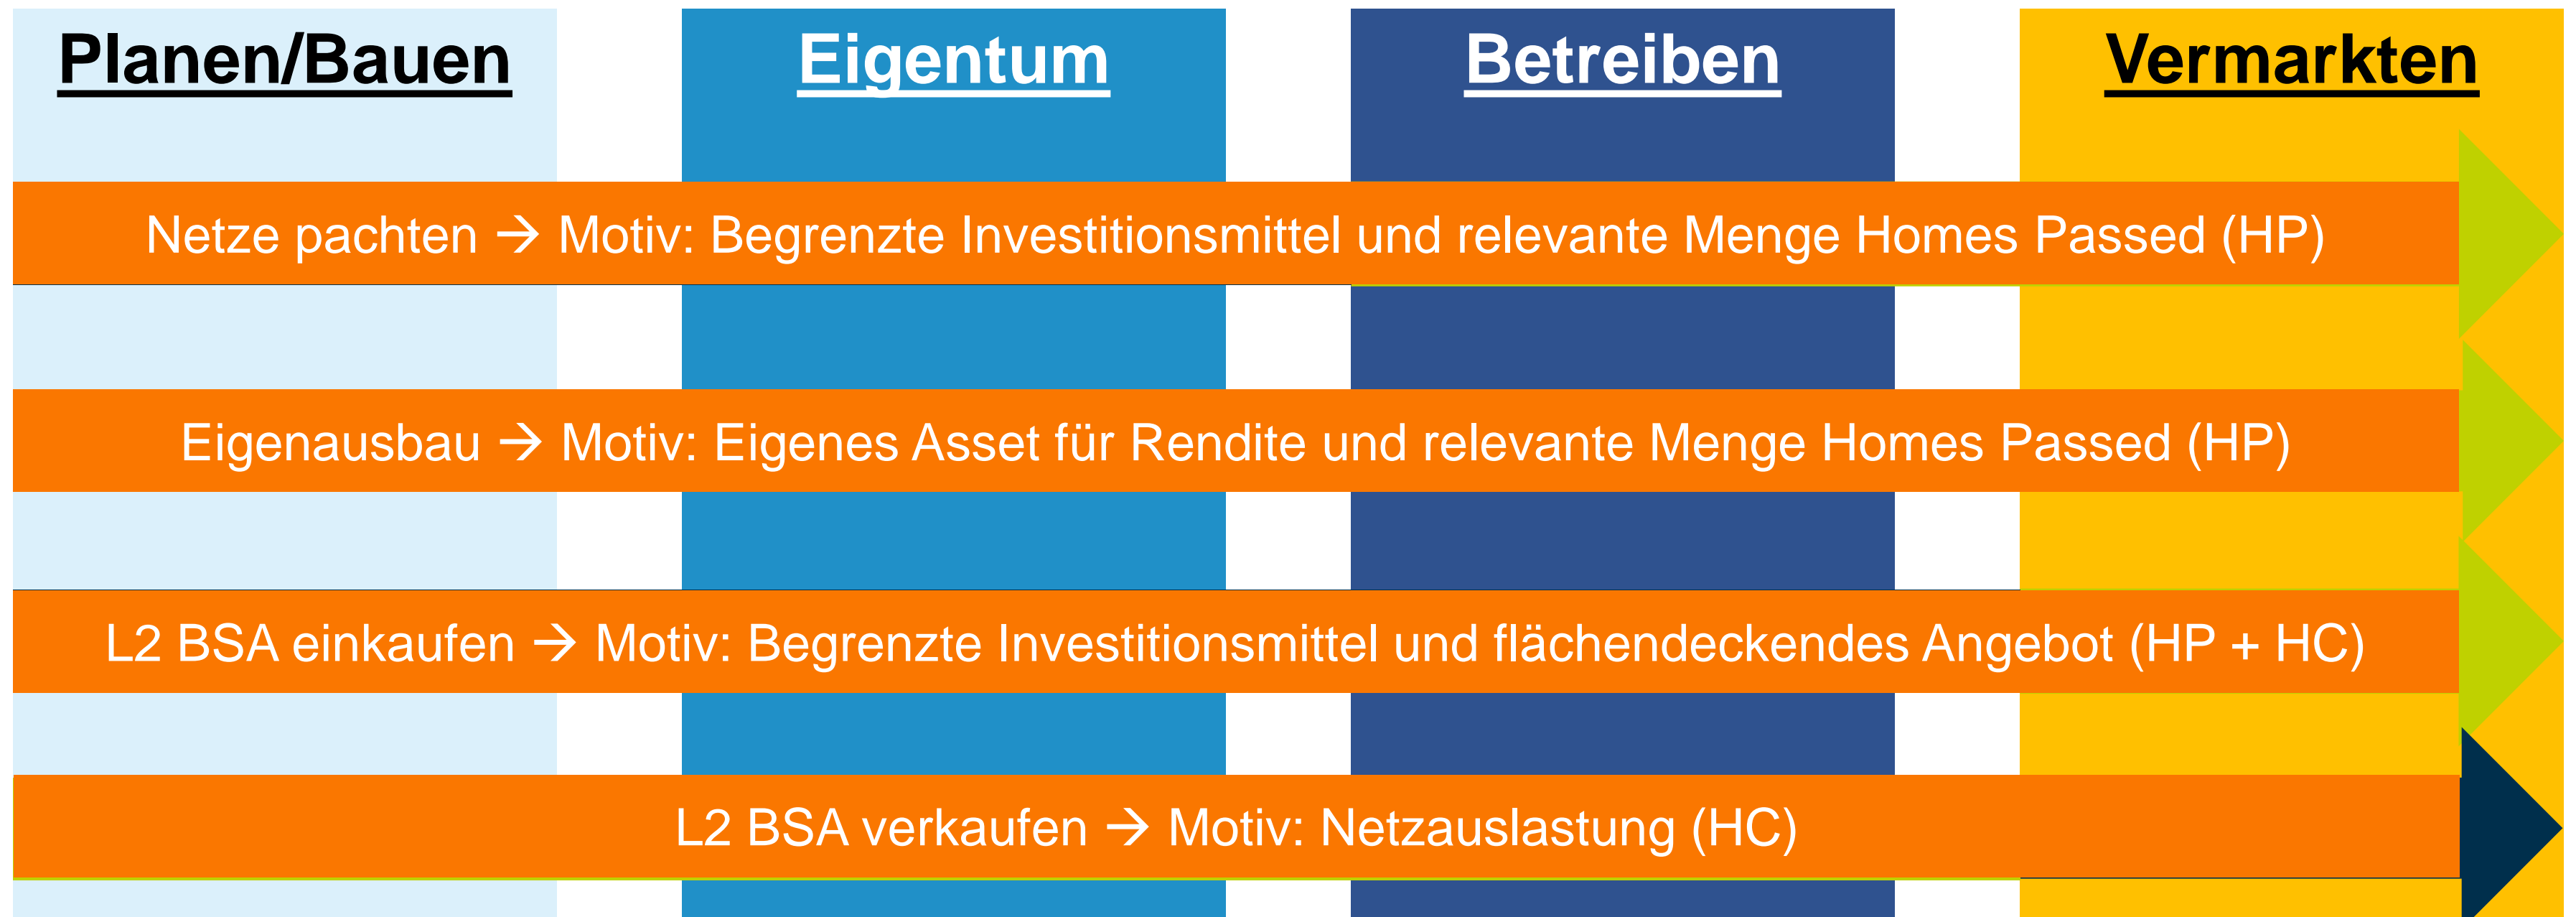 Planen/Bauen
Eigentum
Betreiben
Vermarkten
Netze pachten → Motiv: Begrenzte Investitionsmittel und relevante Menge Homes Passed (HP)
Eigenausbau → Motiv: Eigenes Asset für Rendite und relevante Menge Homes Passed (HP)
L2 BSA einkaufen → Motiv: Begrenzte Investitionsmittel und flächendeckendes Angebot (HP + HC)
L2 BSA verkaufen → Motiv: Netzauslastung (HC)